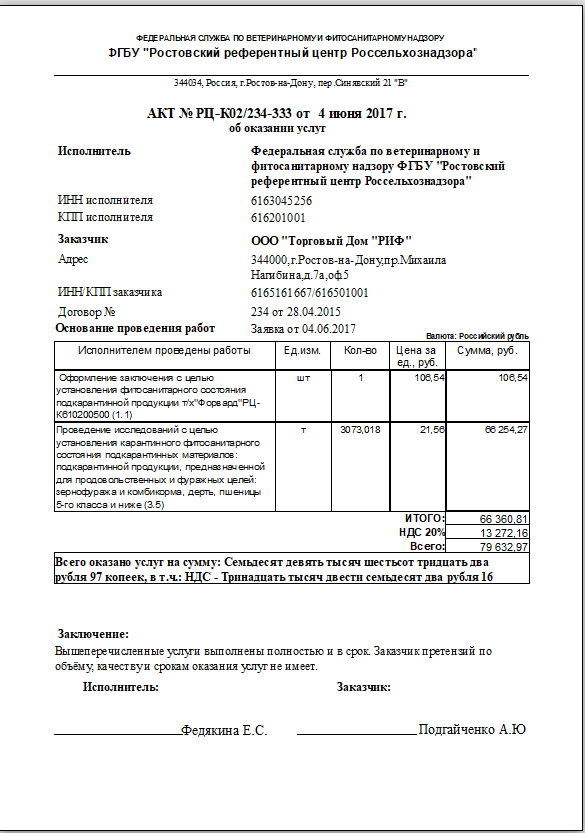 ФЕДЕРАЛЬНАЯ СЛУЖБА ПО ВЕТЕРИНАРНОМУ И ФИТОСАНИТАРНОМУ НАДЗОРУ
ФГБУ "Ростовский референтный центр Россельхознадзора"
344034, Россия, г.Ростов-на-Дону, пер.Синявский 21 "В"
АКТ № РЦ-К02/234-333 от 4 июня 2017 г.
об оказании услуг
Исполнитель Федеральная служба по ветеринарному и
фитосанитарному надзору ФГБУ "Ростовский
референтный центр Россельхознадзора"
ИНН исполнителя 6163045256
КПП исполнителя 616201001
Заказчик ООО "Торговый Дом "РИФ"
Адрес 344000,г.Ростов-на-Дону,пр.Михаила
Нагибина,д.7а,оф5
ИНН/КПП заказчика 6165161667/616501001
Договор № 234 от 28.04.2015
Основание проведения работ Заявка от 04.06.2017
Валюта: Российский рубль
Исполнителем проведены работы Ед.изм. Кол-во Цена за Сумма, руб.
ед., руб.
Оформление заключения с целью шт 1 106,54 106,54
установления фитосанитарного состояния
подкарантинной продукции т/х"Форвард"РЦ-
К610200500 (1.1)
Проведение исследований с целью т 3073,018 21,56 66 254,27
установления карантинного фитосанитарного
состояния подкарантинных материалов:
подкарантинной продукции, предназначенной
для продовольственных и фуражных целей:
зернофуража и комбикорма, дерть, пшеницы
5-го класса и ниже (3.5)
ИТОГО: 66 360,81
НДС 20% 13 272,16
Всего: 79 632,97
Всего оказано услуг на сумму: Семьдесят девять тысяч шестьсот тридцать два
рубля 97 копеек, в т.ч.: НДС - Тринадцать тысяч двести семьдесят два рубля 16
Заключение:
Вышеперечисленные услуги выполнены полностью и в срок. Заказчик претензий по
объёму, качеству и срокам оказания услуг не имеет.
Исполнитель: Заказчик:
Федякина Е.С. Подгайченко А.Ю